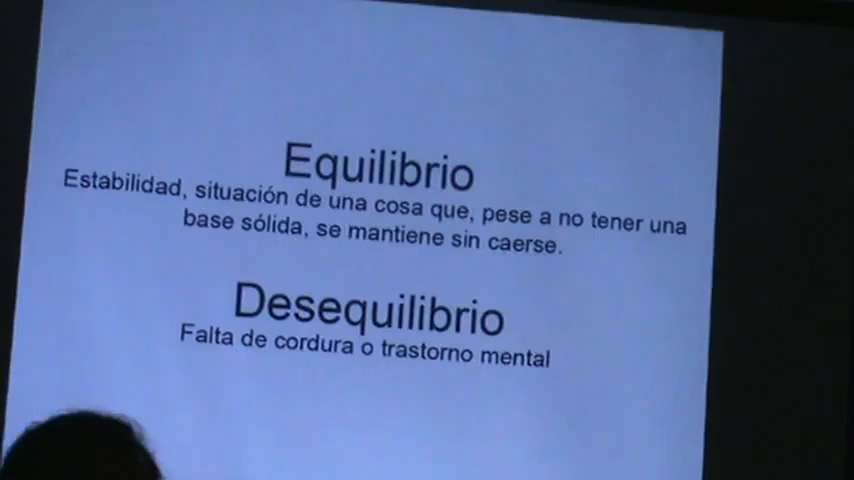 Equilibrio
Estabilidad, situación de una cosa que, pese a no tener una
base sólida, se mantiene sin caerse.
Desequilibrio
Falta de cordura o trastorno mental